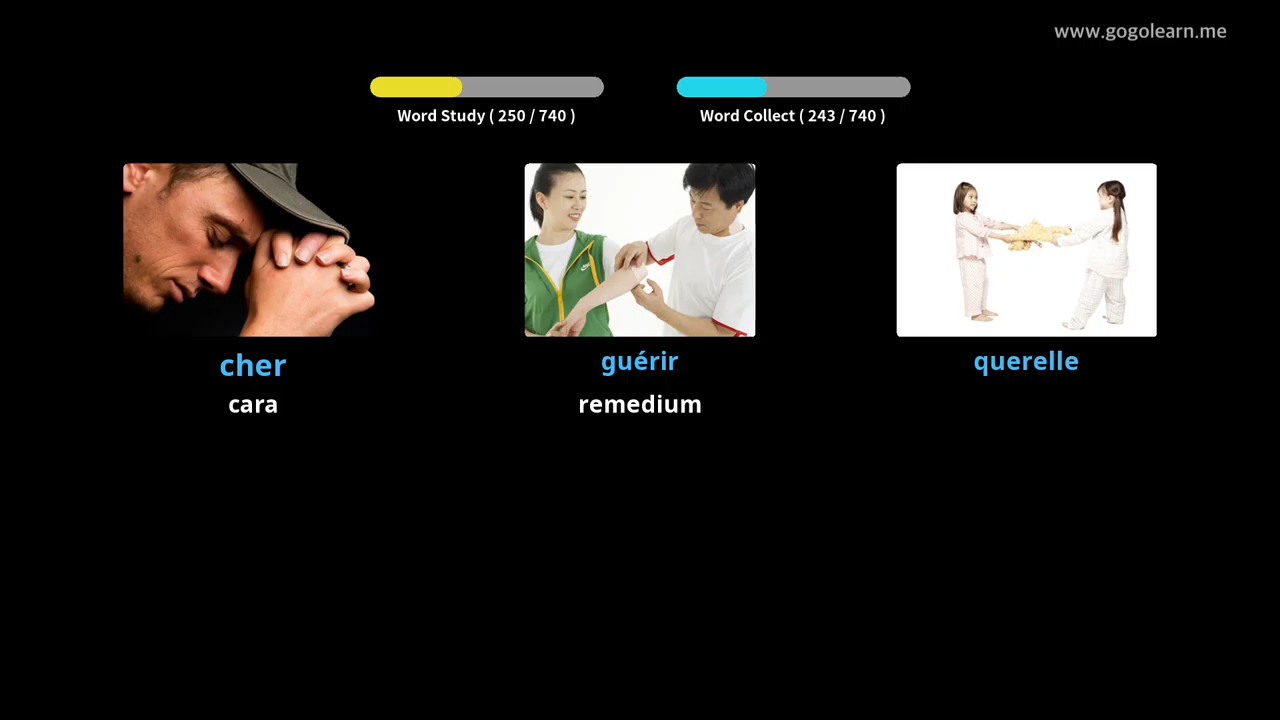 www.gogolearn.me
Word Study ( 250 / 740 )
Word Collect ( 243 / 740 )
cher
guérir
querelle
cara
remedium